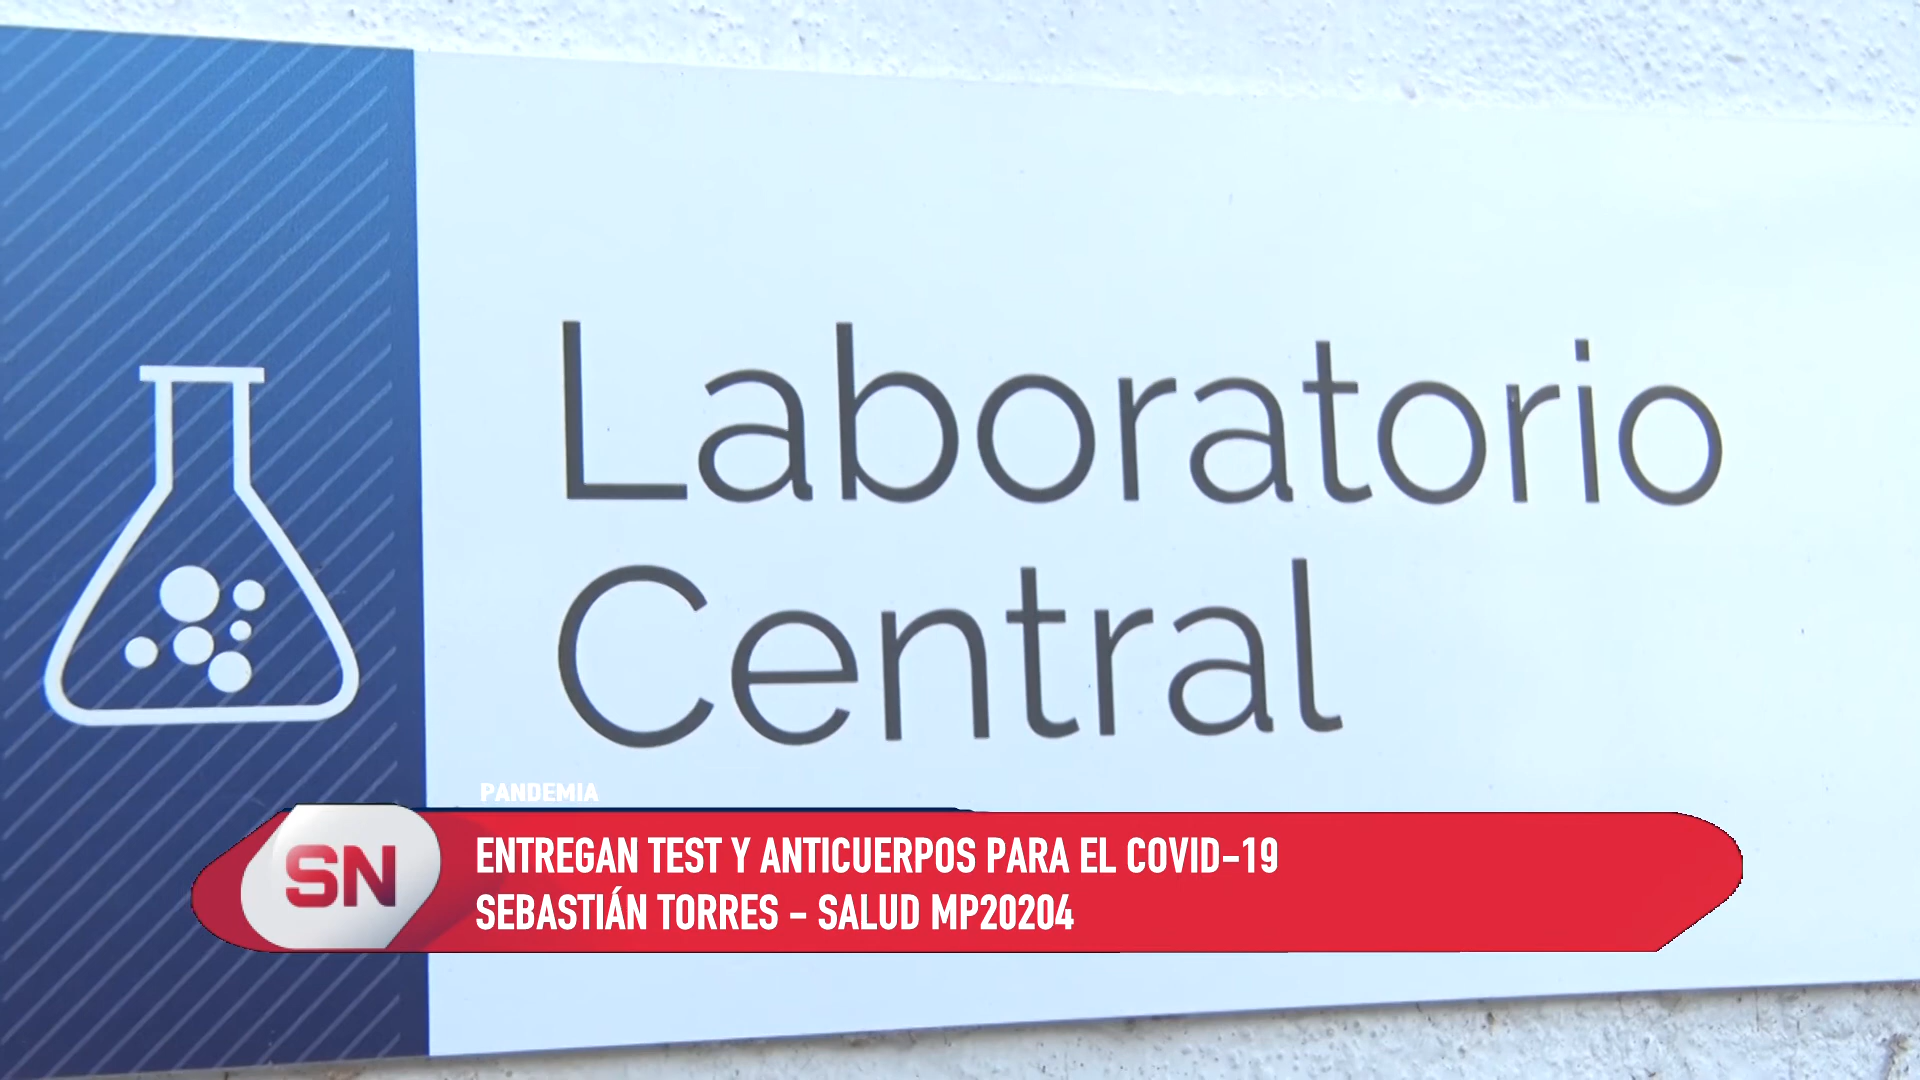 Laboratorio
Central
PANDEMIA
SN
ENTREGAN TEST Y ANTICUERPOS PARA EL COVID-19
SEBASTIÁN TORRES - SALUD MP20204